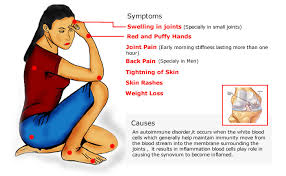 Symptoms
Swelling in joints (Specially in small joints)
Red and Puffy Hands
Joint Pain (Early morning stiffness lasting more than one
hour)
Back Pain (Specialy in Men)
Tightning of Skin
Skin Rashes
Weight Loss
Causes
An autoimmune disorder,it occurs when the white blood
cells which generally help maintain immunity move from
the blood stream into the membrane surrounding the
joints , it results in inflammation blood cells play role in
causing the synovium to become inflamed.